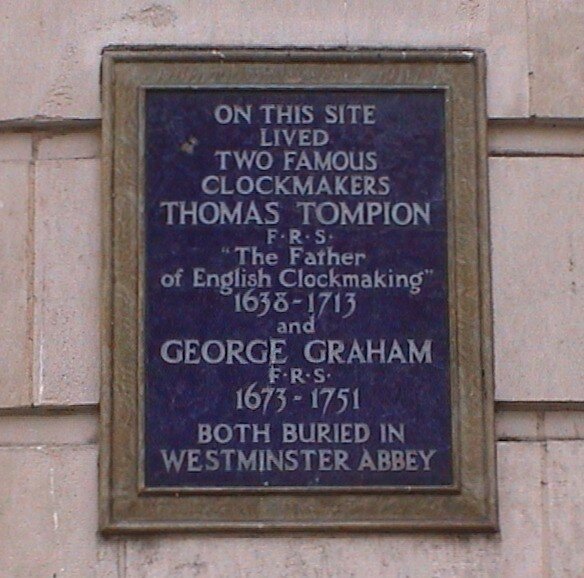 ON THIS SITE
LIVED
TWO FAMOUS
CLOCKMAKERS
THOMAS TOMPION
F·R·S·
"The Father
of English Clockmaking"
1638-1713
and
GEORGE GRAHAM
F·R·S·
1673-1751
BOTH BURIED IN
WESTMINSTER ABBEY